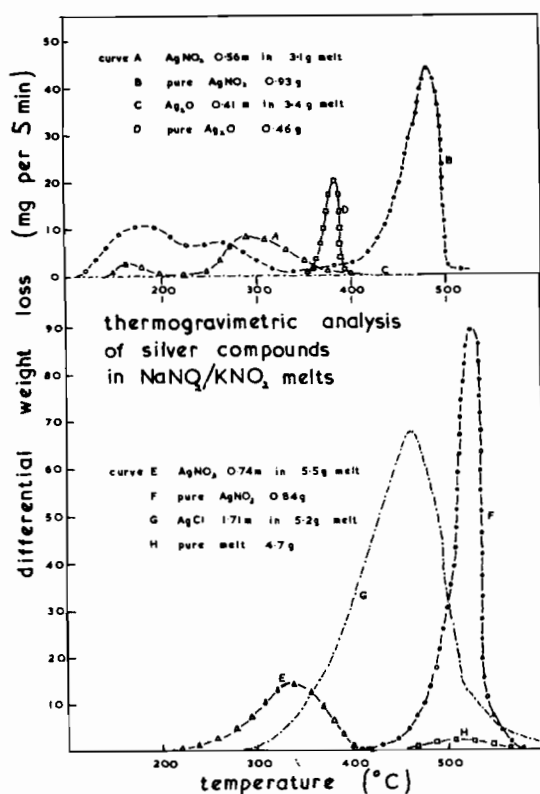 differential weight loss (mg per 5 min)
curve A AgNO₂ 0·56m in 3·1g melt
B pure AgNO₂ 0·93g
C Ag₂O 0·41m in 3·4g melt
D pure Ag₂O 0·46g
50
40
30
20
10
0
A
B
C
D
200 300 400 500
thermogravimetric analysis
of silver compounds
in NaNO₂/KNO₂ melts
curve E AgNO₃ 0·74m in 5·5g melt
F pure AgNO₃ 0·84g
G AgCl 1·71m in 5·2g melt
H pure melt 4·7g
90
80
70
60
50
40
30
20
10
E
F
G
H
200 300 400 500
temperature (°C)